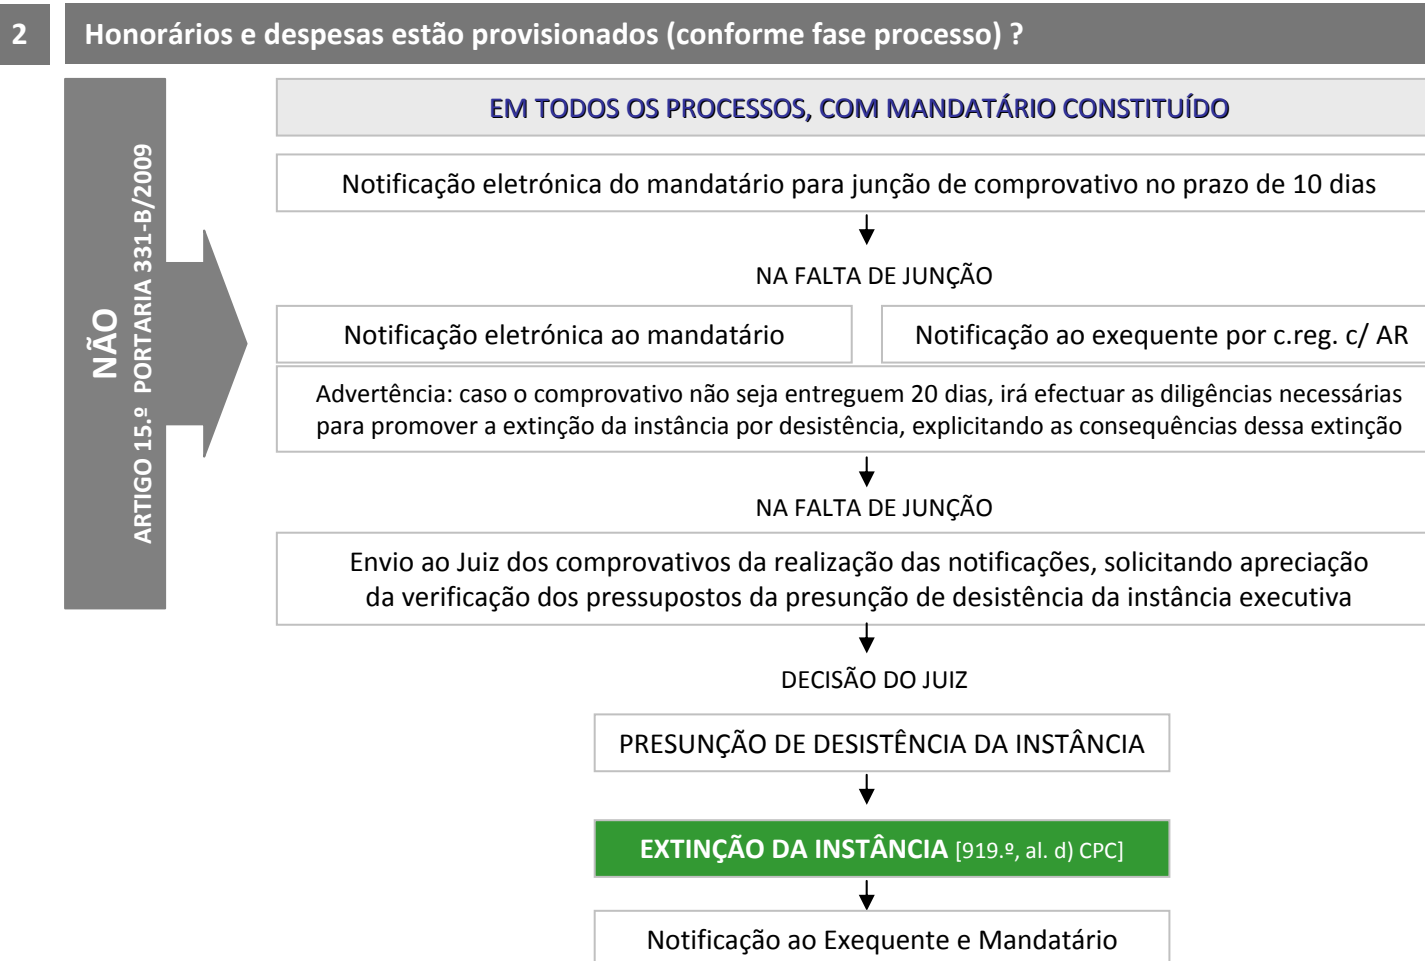 2
Honorários e despesas estão provisionados (conforme fase processo) ?
NÃO
ARTIGO 15.º PORTARIA 331-B/2009
EM TODOS OS PROCESSOS, COM MANDATÁRIO CONSTITUÍDO
Notificação eletrónica do mandatário para junção de comprovativo no prazo de 10 dias
NA FALTA DE JUNÇÃO
Notificação eletrónica ao mandatário
Notificação ao exequente por c.reg. c/ AR
Advertência: caso o comprovativo não seja entreguem 20 dias, irá efectuar as diligências necessárias
para promover a extinção da instância por desistência, explicitando as consequências dessa extinção
NA FALTA DE JUNÇÃO
Envio ao Juiz dos comprovativos da realização das notificações, solicitando apreciação
da verificação dos pressupostos da presunção de desistência da instância executiva
DECISÃO DO JUIZ
PRESUNÇÃO DE DESISTÊNCIA DA INSTÂNCIA
EXTINÇÃO DA INSTÂNCIA [919.º, al. d) CPC]
Notificação ao Exequente e Mandatário